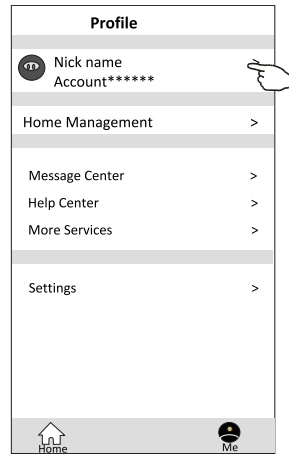 Profile
Nick name
Account******
Home Management >
Message Center >
Help Center >
More Services >
Settings >
Home Me